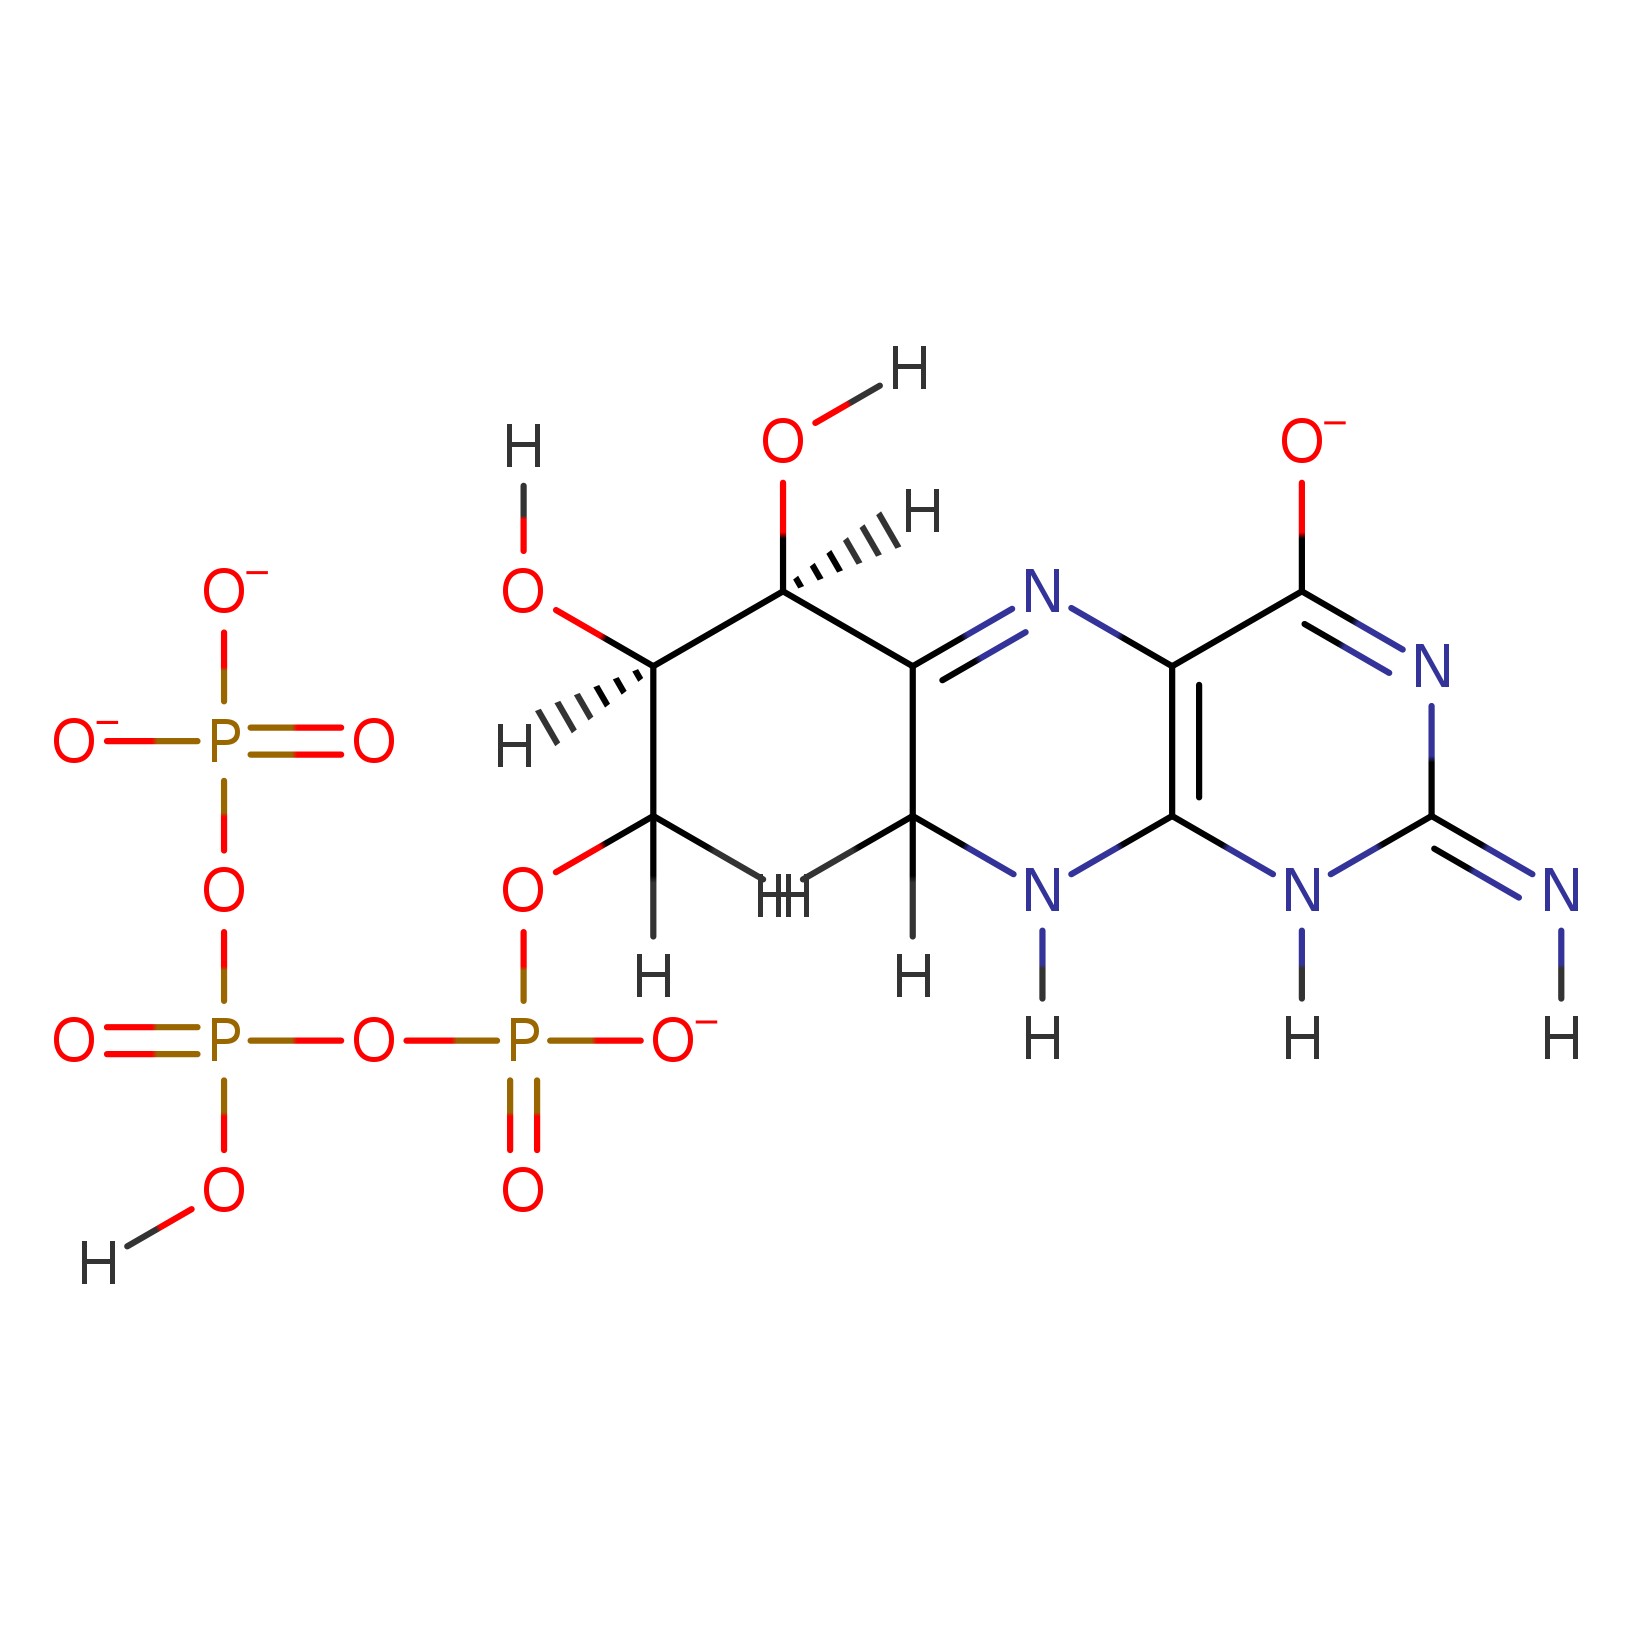 H
O H
H O O⁻
O⁻ O N H
H N
O⁻ P O H
O O HH N N N
H H
O P O P O⁻ H H H
O O
H